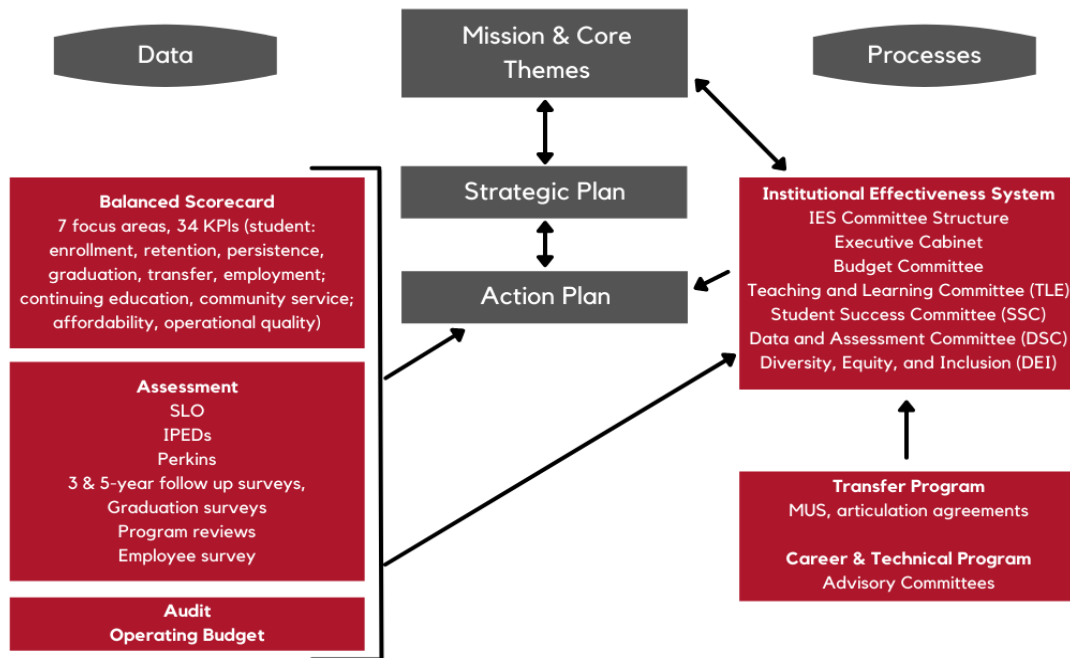 Data
Mission & Core
Themes
Processes
Strategic Plan
Action Plan
Balanced Scorecard
7 focus areas, 34 KPIs (student:
enrollment, retention, persistence,
graduation, transfer, employment;
continuing education, community service;
affordability, operational quality)
Assessment
SLO
IPEDs
Perkins
3 & 5-year follow up surveys,
Graduation surveys
Program reviews
Employee survey
Audit
Operating Budget
Institutional Effectiveness System
IES Committee Structure
Executive Cabinet
Budget Committee
Teaching and Learning Committee (TLE)
Student Success Committee (SSC)
Data and Assessment Committee (DSC)
Diversity, Equity, and Inclusion (DEI)
Transfer Program
MUS, articulation agreements
Career & Technical Program
Advisory Committees